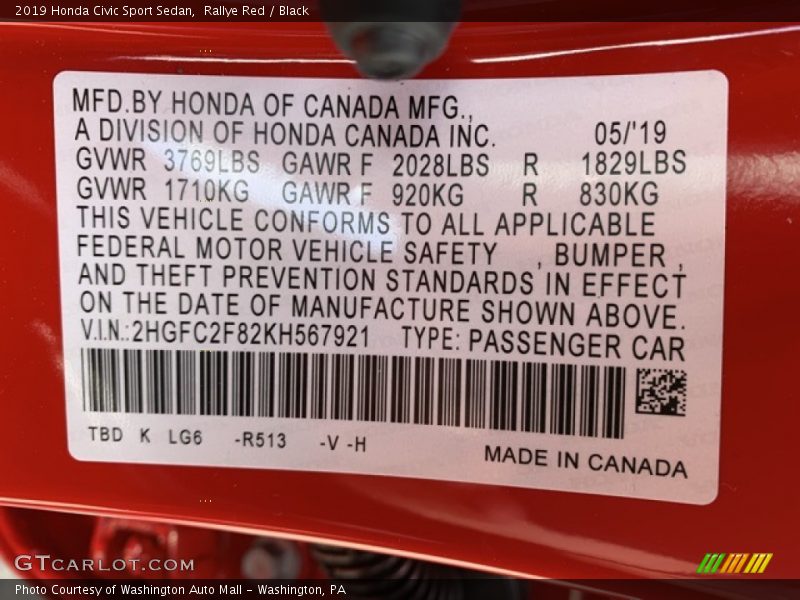 2019 Honda Civic Sport Sedan,  Rallye Red / Black
MFD.BY HONDA OF CANADA MFG.,
A DIVISION OF HONDA CANADA INC. 05/'19
GVWR 3769LBS GAWR F 2028LBS R 1829LBS
GVWR 1710KG GAWR F 920KG R 830KG
THIS VEHICLE CONFORMS TO ALL APPLICABLE
FEDERAL MOTOR VEHICLE SAFETY , BUMPER ,
AND THEFT PREVENTION STANDARDS IN EFFECT
ON THE DATE OF MANUFACTURE SHOWN ABOVE.
V.I.N.:2HGFC2F82KH567921 TYPE: PASSENGER CAR
TBD K LG6 -R513 -V -H
MADE IN CANADA
GTCARLOT.COM
Photo Courtesy of Washington Auto Mall - Washington, PA